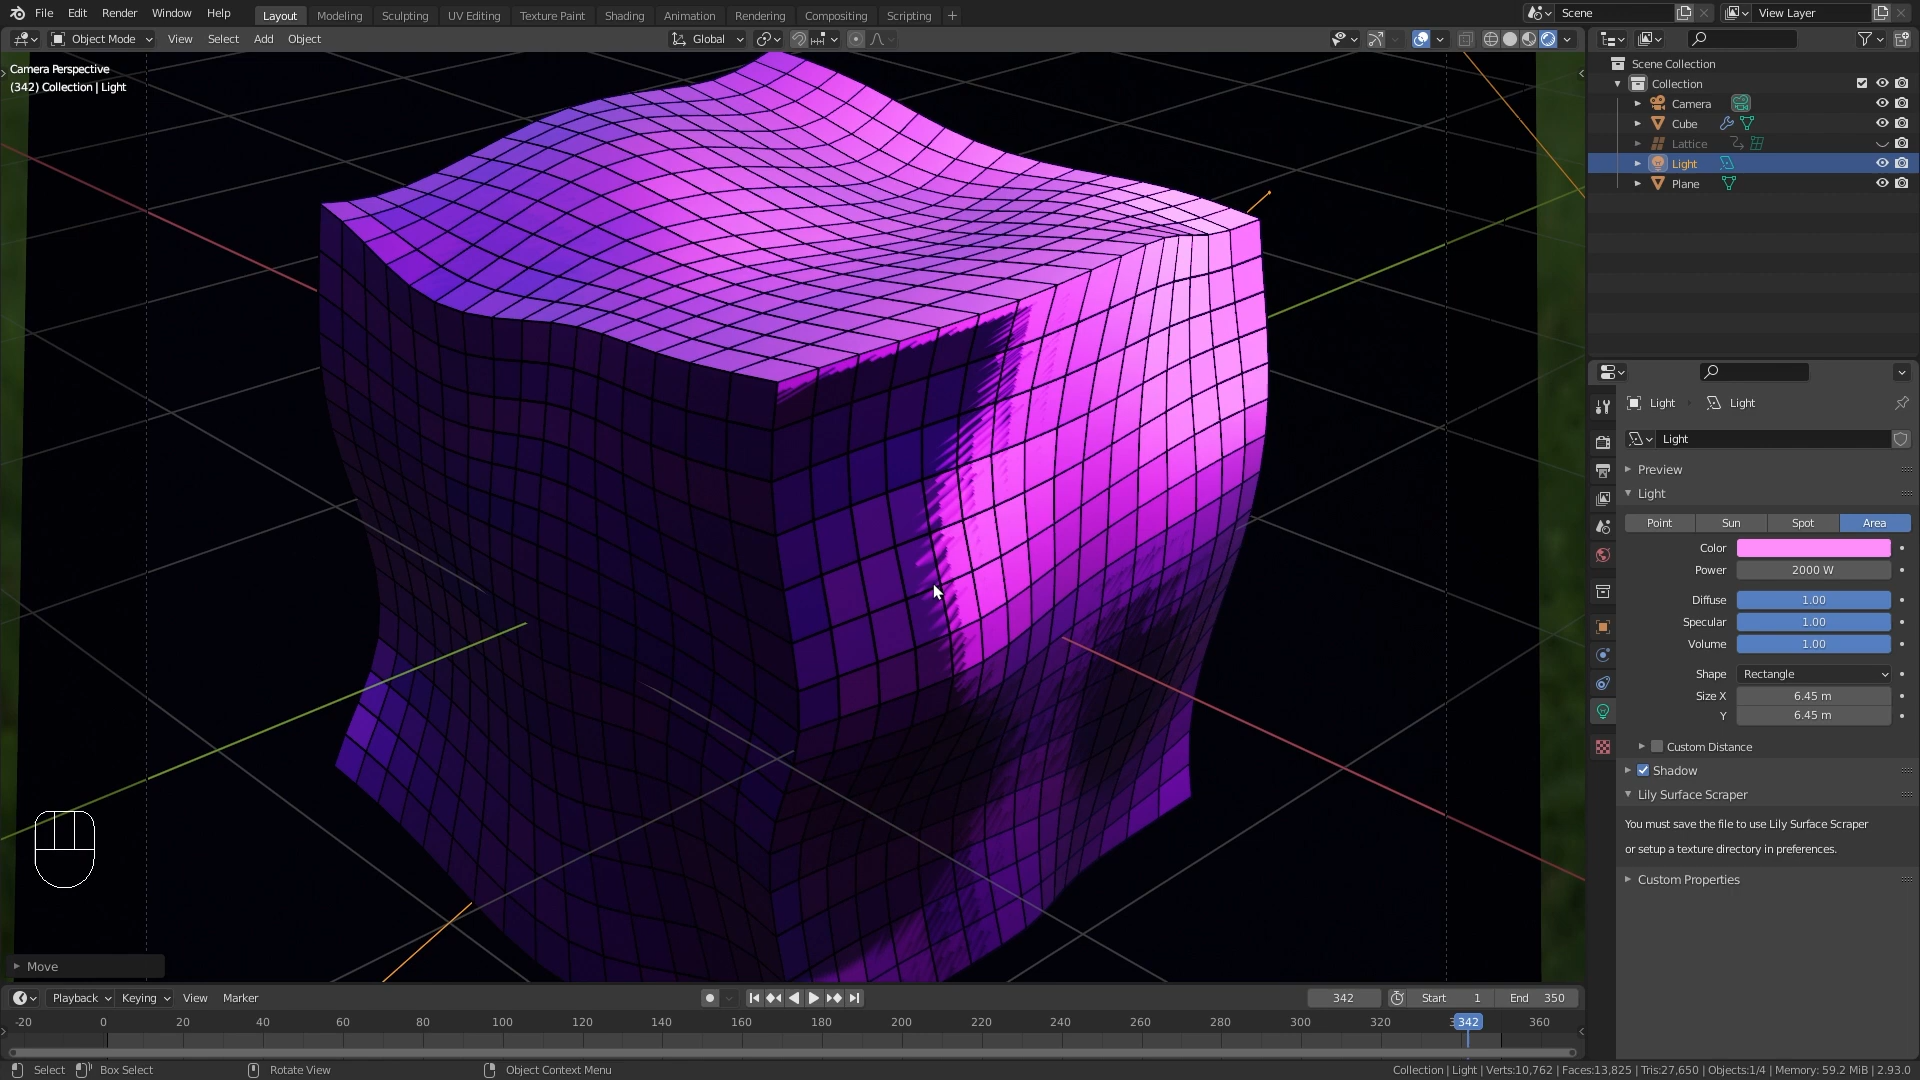 File Edit Render Window Help Layout Modeling Sculpting UV Editing Texture Paint Shading Animation Rendering Compositing Scripting + Scene View Layer
Object Mode View Select Add Object Global
Camera Perspective
(342) Collection | Light
Scene Collection
Collection
Camera
Cube
Lattice
Light
Plane
Light Light
Light
Preview
Light
Point Sun Spot Area
Color
Power 2000 W
Diffuse 1.00
Specular 1.00
Volume 1.00
Shape Rectangle
Size X 6.45 m
Y 6.45 m
Custom Distance
Shadow
Lily Surface Scraper
You must save the file to use Lily Surface Scraper
or setup a texture directory in preferences.
Custom Properties
Move
Playback Keying View Marker 342 Start 1 End 350
-20 0 20 40 60 80 100 120 140 160 180 200 220 240 260 280 300 320 342 360
Select Box Select Rotate View Object Context Menu Collection | Light | Verts:10,762 | Faces:13,825 | Tris:27,650 | Objects:1/4 | Memory: 59.2 MiB | 2.93.0